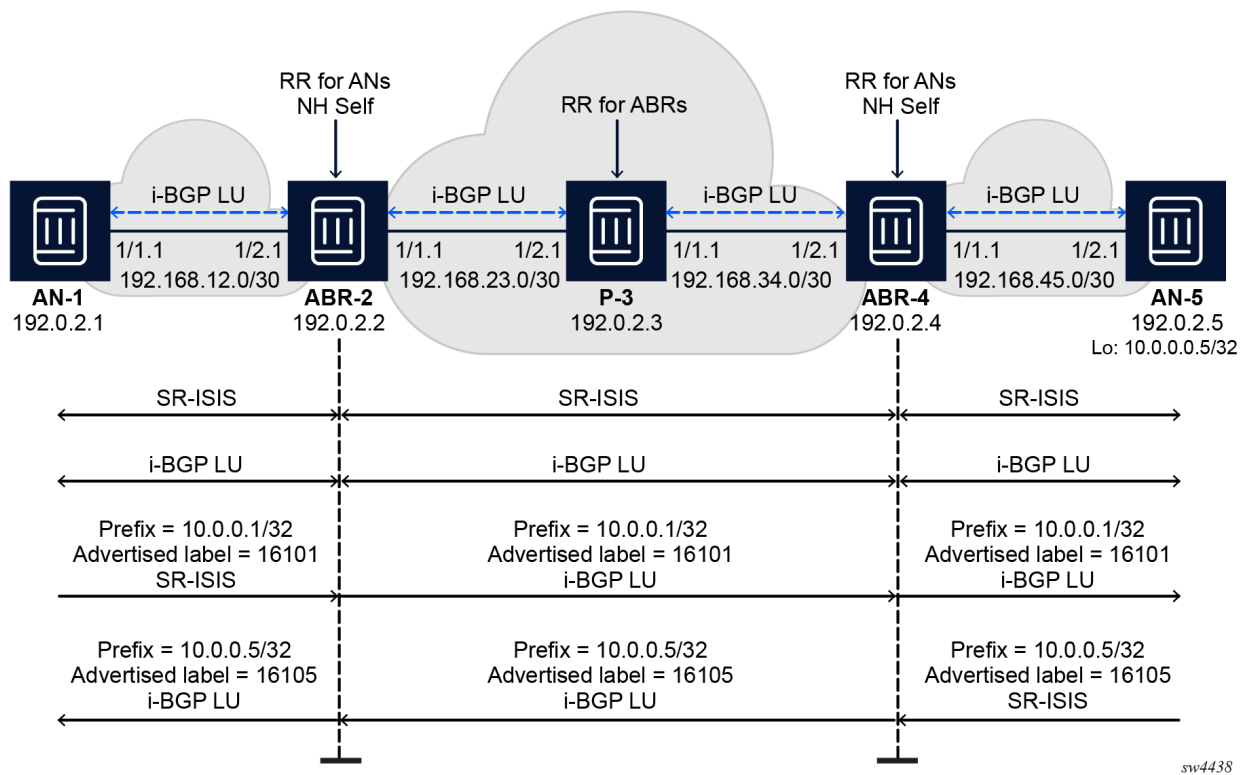 RR for ANs
NH Self
RR for ABRs
RR for ANs
NH Self
i-BGP LU
i-BGP LU
i-BGP LU
i-BGP LU
1/1.1
1/2.1
1/1.1
1/2.1
1/1.1
1/2.1
1/1.1
1/2.1
192.168.12.0/30
192.168.23.0/30
192.168.34.0/30
192.168.45.0/30
AN-1
192.0.2.1
ABR-2
192.0.2.2
P-3
192.0.2.3
ABR-4
192.0.2.4
AN-5
192.0.2.5
Lo: 10.0.0.0.5/32
SR-ISIS
SR-ISIS
SR-ISIS
i-BGP LU
i-BGP LU
i-BGP LU
Prefix = 10.0.0.1/32
Advertised label = 16101
SR-ISIS
Prefix = 10.0.0.1/32
Advertised label = 16101
i-BGP LU
Prefix = 10.0.0.1/32
Advertised label = 16101
i-BGP LU
Prefix = 10.0.0.5/32
Advertised label = 16105
i-BGP LU
Prefix = 10.0.0.5/32
Advertised label = 16105
i-BGP LU
Prefix = 10.0.0.5/32
Advertised label = 16105
SR-ISIS
sw4438